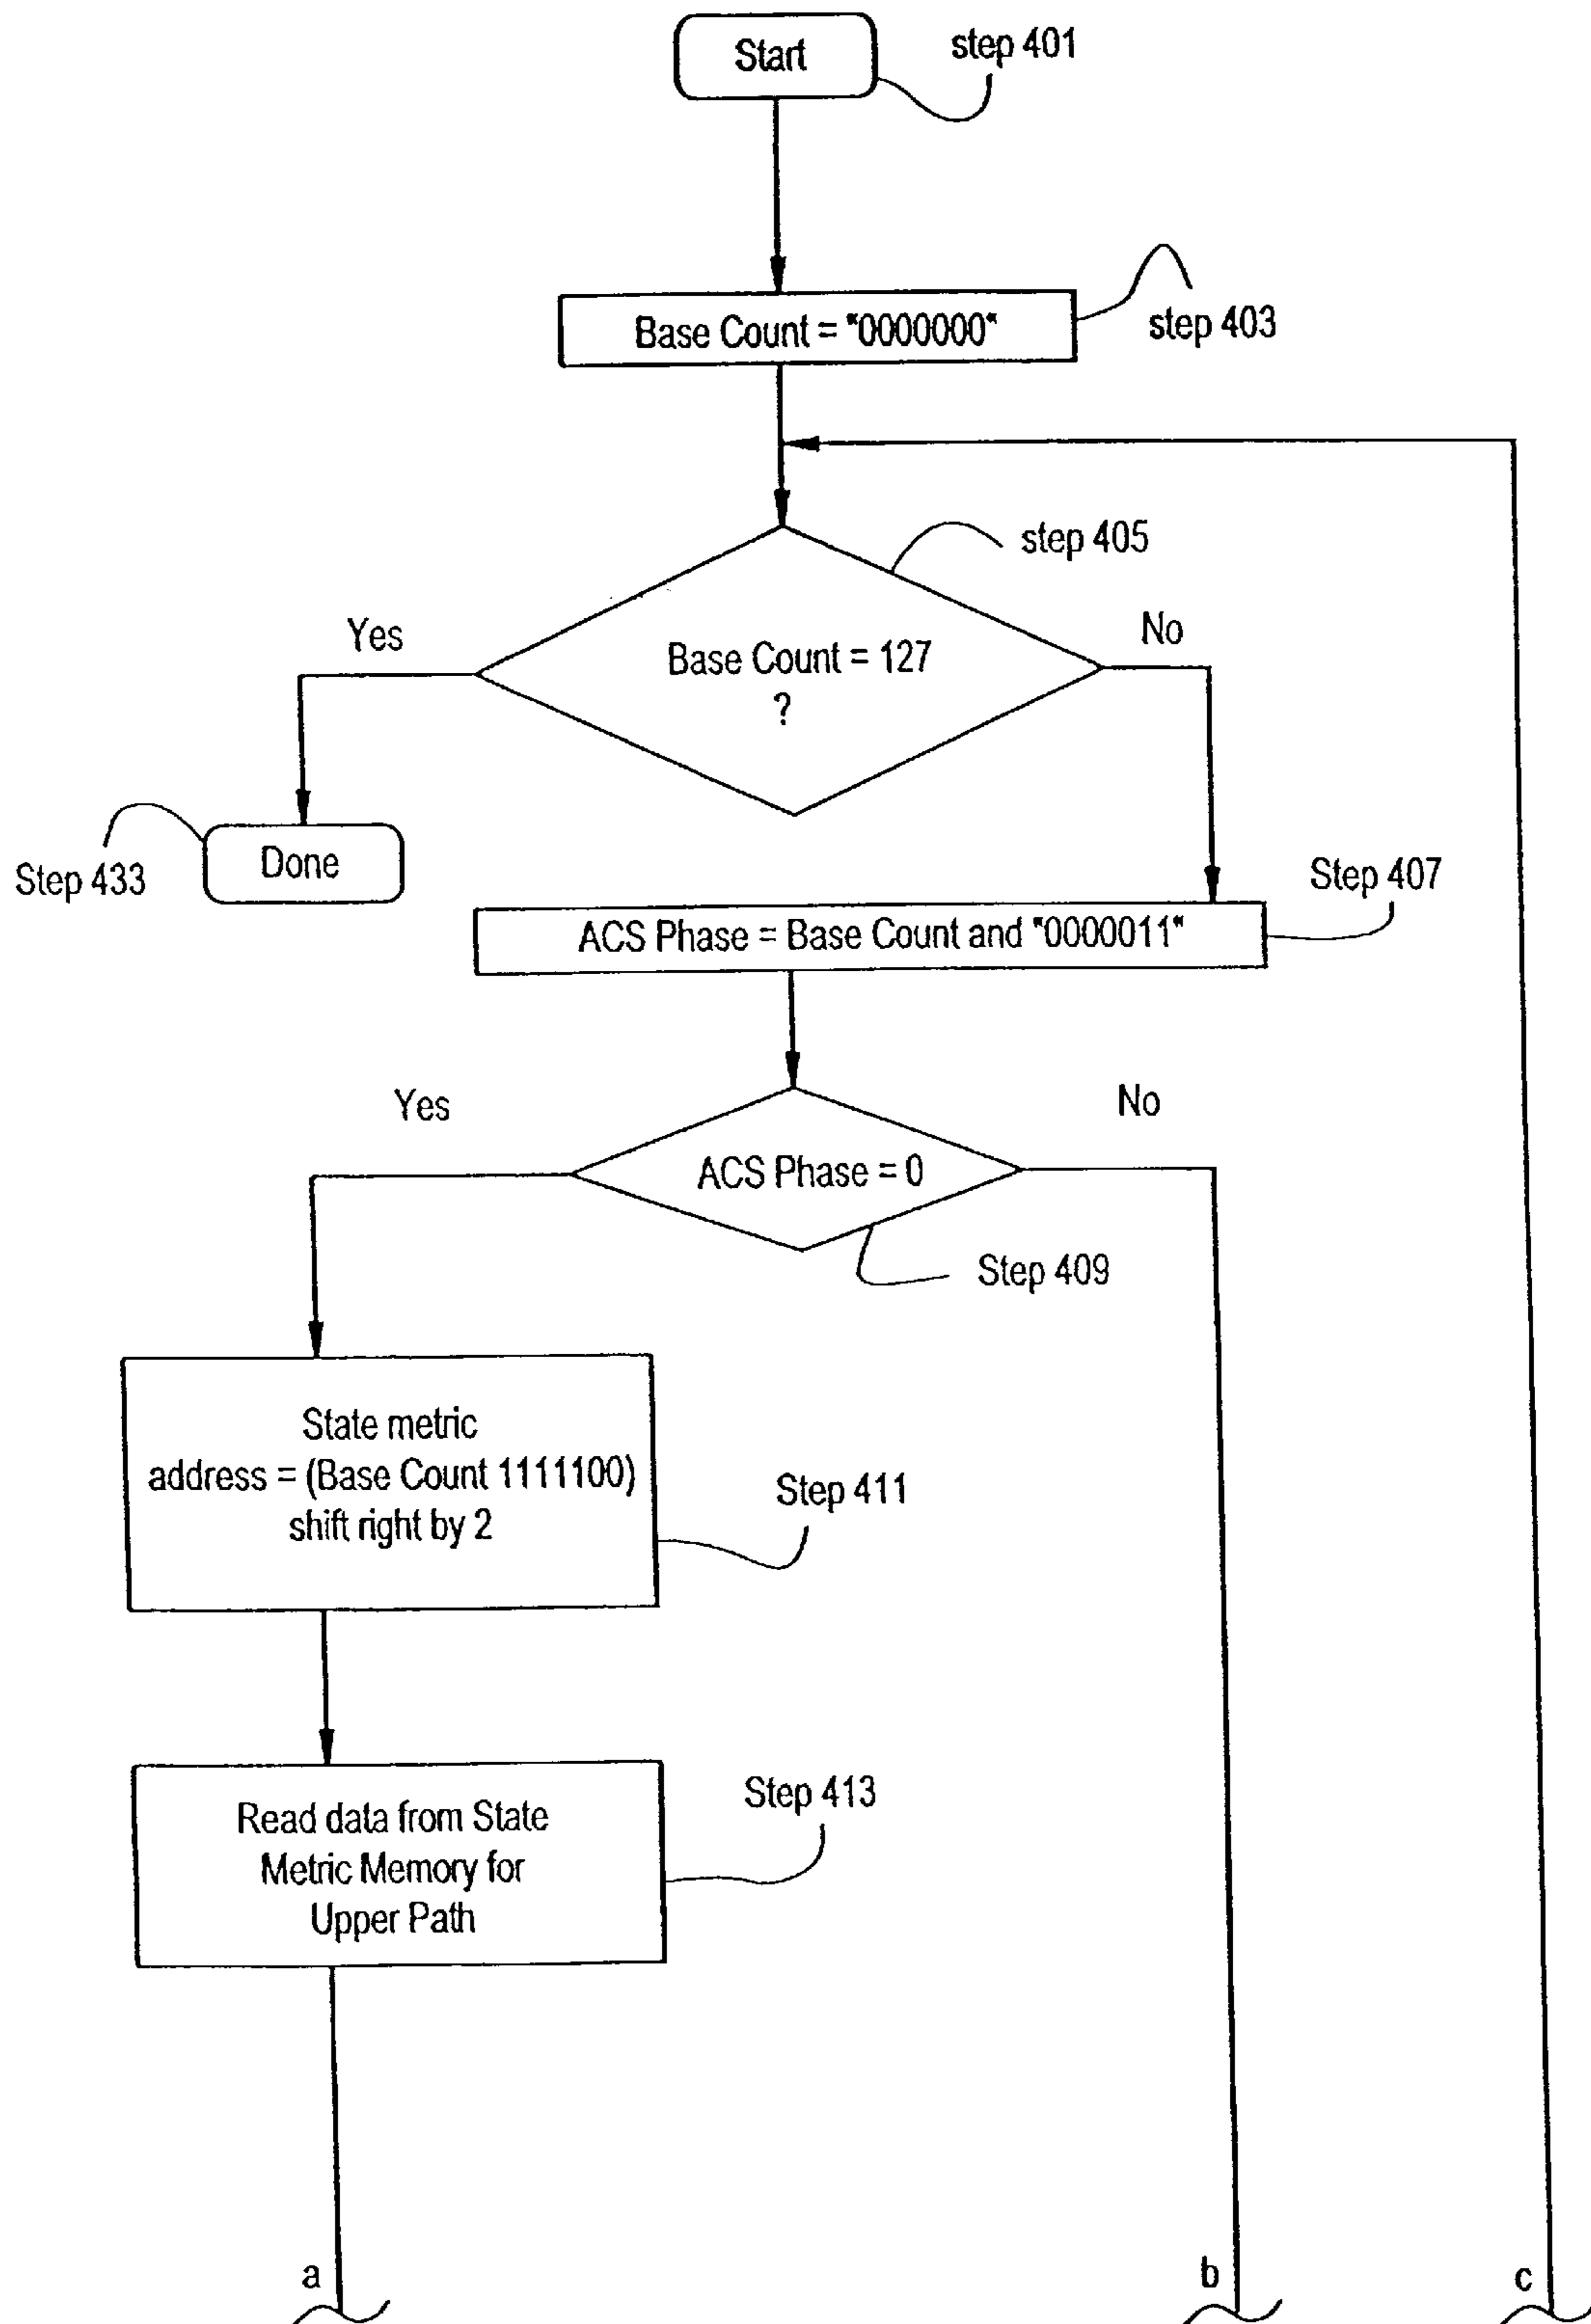 Start
step 401
Base Count = "0000000"
step 403
step 405
Yes
No
Base Count = 127
?
Step 433
Done
Step 407
ACS Phase = Base Count and "0000011"
Yes
No
ACS Phase = 0
Step 409
State metric
address = (Base Count 1111100)
shift right by 2
Step 411
Read data from State
Metric Memory for
Upper Path
Step 413
a
b
c